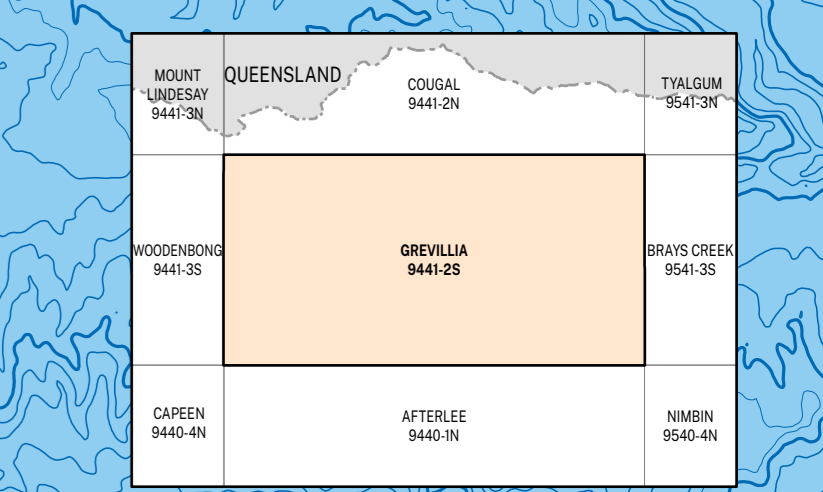 MOUNT
LINDESAY
9441-3N
QUEENSLAND
COUGAL
9441-2N
TYALGUM
9541-3N
WOODENBONG
9441-3S
GREVILLIA
9441-2S
BRAYS CREEK
9541-3S
CAPEEN
9440-4N
AFTERLEE
9440-1N
NIMBIN
9540-4N